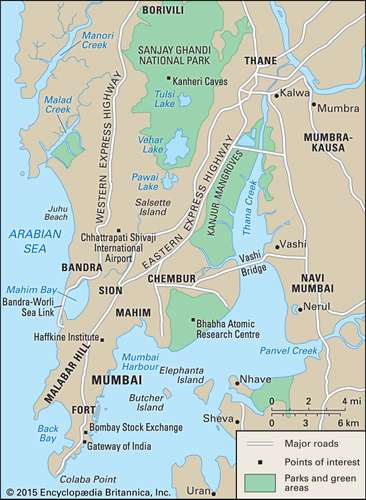 BORIVILI
Manori
Creek
SANJAY GHANDI
NATIONAL PARK
THANE
Kanheri Caves
Kalwa
Tulsi
Lake
Mumbra
Malad
Creek
MUMBRA-
KAUSA
Vehar
Lake
WESTERN EXPRESS HIGHWAY
EASTERN EXPRESS HIGHWAY
KANJUR MANGROVES
Thana Creek
Pawai
Lake
Salsette
Island
Juhu
Beach
ARABIAN
SEA
Chhattrapati Shivaji
International
Airport
Vashi
BANDRA
Vashi
Bridge
CHEMBUR
NAVI
MUMBAI
Mahim Bay
SION
Bandra-Worli
Sea Link
MAHIM
Nerul
Bhabha Atomic
Research Centre
Haffkine Institute
Panvel Creek
MALABAR HILL
Mumbai
Harbour
Elephanta
Island
MUMBAI
Nhave
Butcher
Island
0 2 4 mi
0 3 6 km
FORT
Sheva
Back
Bay
Bombay Stock Exchange
Gateway of India
Major roads
Points of interest
Parks and green
areas
Colaba Point
Uran
© 2015 Encyclopædia Britannica, Inc.